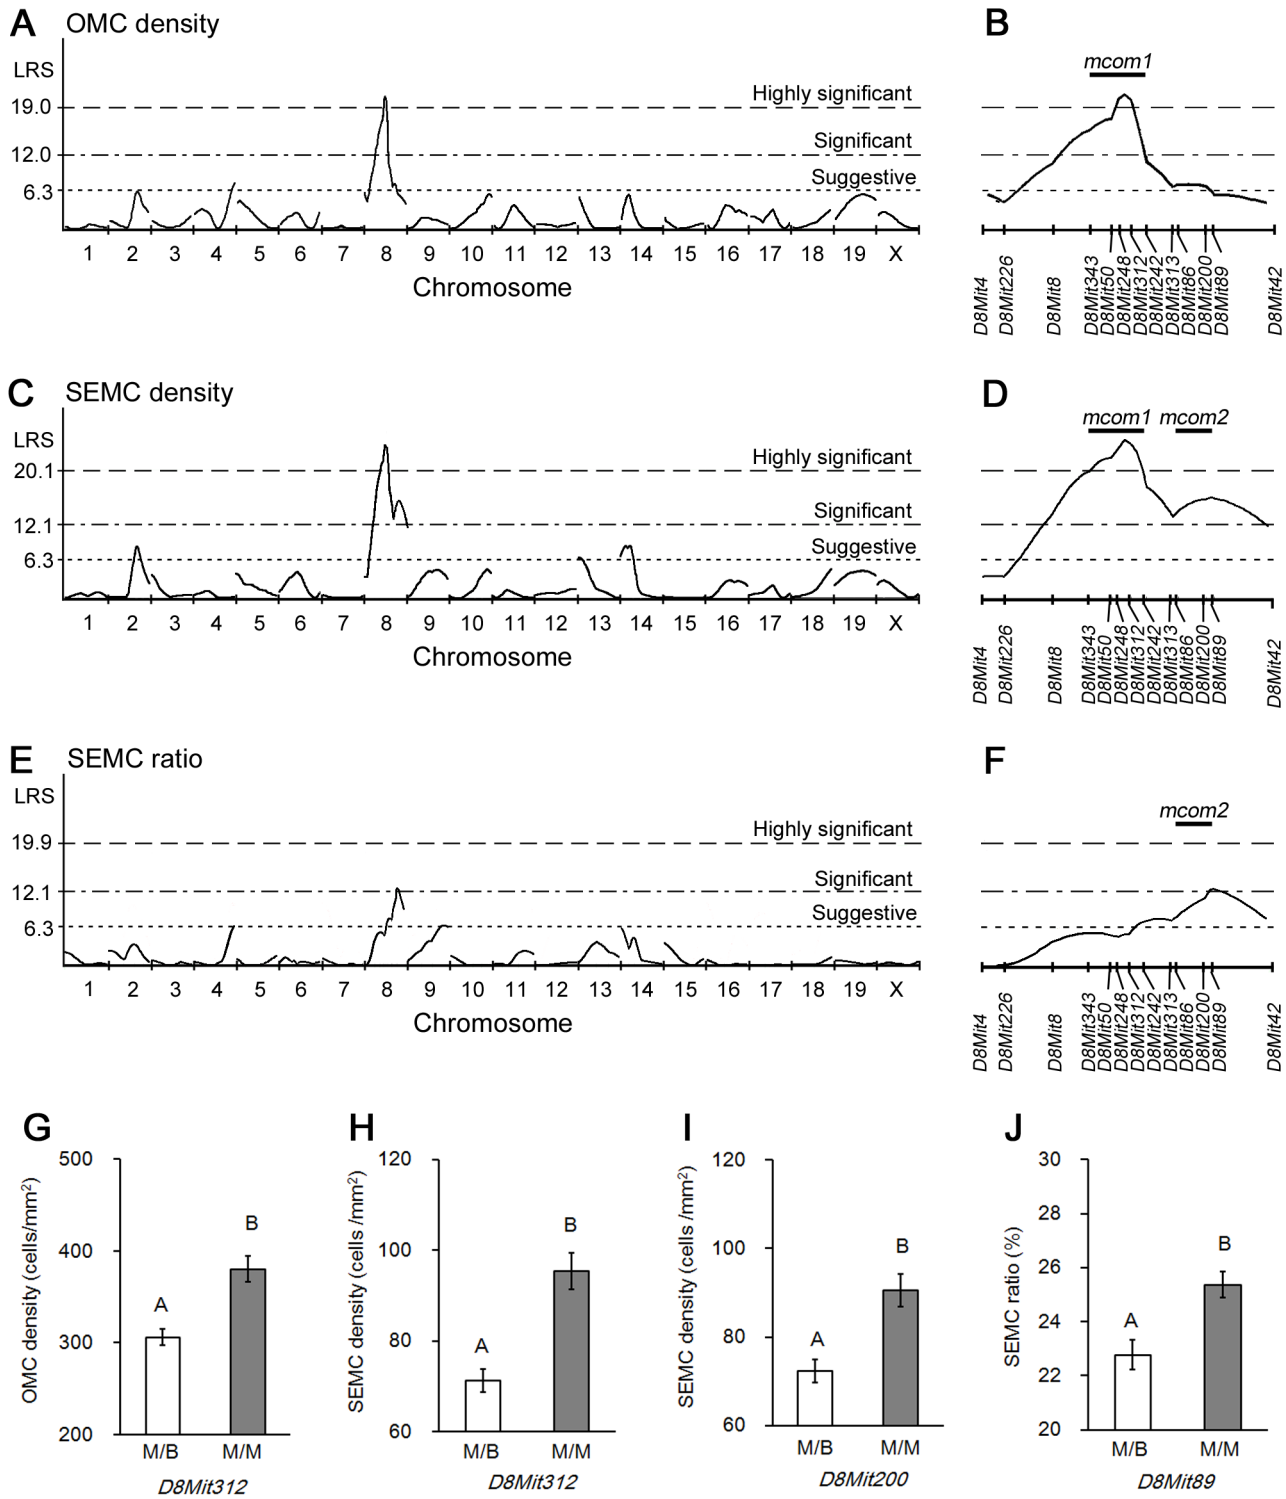 A OMC density
B
LRS
mcom1
Highly significant
19.0
Significant
12.0
Suggestive
6.3
1 2 3 4 5 6 7 8 9 10 11 12 13 14 15 16 17 18 19 X
Chromosome
D8Mit4 D8Mit226 D8Mit8 D8Mit343 D8Mit50 D8Mit248 D8Mit312 D8Mit242 D8Mit313 D8Mit86 D8Mit200 D8Mit89 D8Mit42
C SEMC density
D
LRS
mcom1 mcom2
Highly significant
20.1
Significant
12.1
Suggestive
6.3
1 2 3 4 5 6 7 8 9 10 11 12 13 14 15 16 17 18 19 X
Chromosome
D8Mit4 D8Mit226 D8Mit8 D8Mit343 D8Mit50 D8Mit248 D8Mit312 D8Mit242 D8Mit313 D8Mit86 D8Mit200 D8Mit89 D8Mit42
E SEMC ratio
F
LRS
mcom2
Highly significant
19.9
Significant
12.1
Suggestive
6.3
1 2 3 4 5 6 7 8 9 10 11 12 13 14 15 16 17 18 19 X
Chromosome
D8Mit4 D8Mit226 D8Mit8 D8Mit343 D8Mit50 D8Mit248 D8Mit312 D8Mit242 D8Mit313 D8Mit86 D8Mit200 D8Mit89 D8Mit42
G
OMC density (cells/mm²)
500
400
300
200
A
B
M/B M/M
D8Mit312
H
SEMC density (cells /mm²)
120
100
80
60
A
B
M/B M/M
D8Mit312
I
SEMC density (cells /mm²)
120
100
80
60
A
B
M/B M/M
D8Mit200
J
SEMC ratio (%)
30
28
26
24
22
20
A
B
M/B M/M
D8Mit89